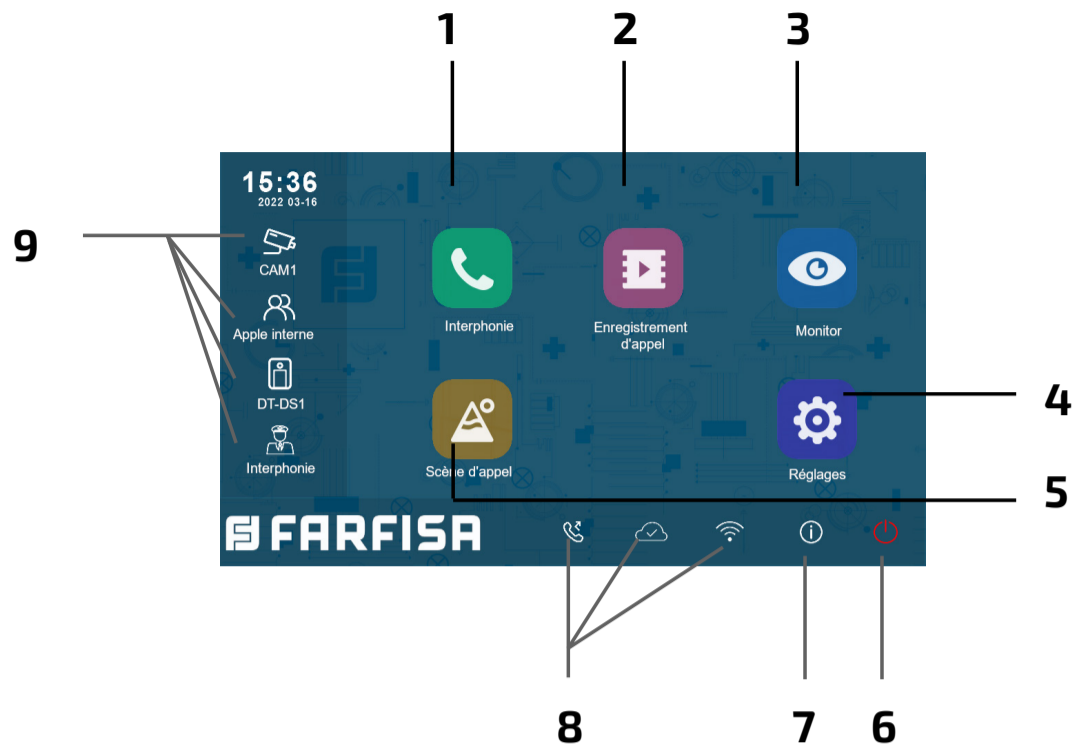 1
2
3
15:36
2022 03-16
9
CAM1
Apple interne
DT-DS1
Interphonie
Interphonie
Enregistrement
d'appel
Monitor
4
Scène d'appel
Réglages
5
FARFISA
8
7
6